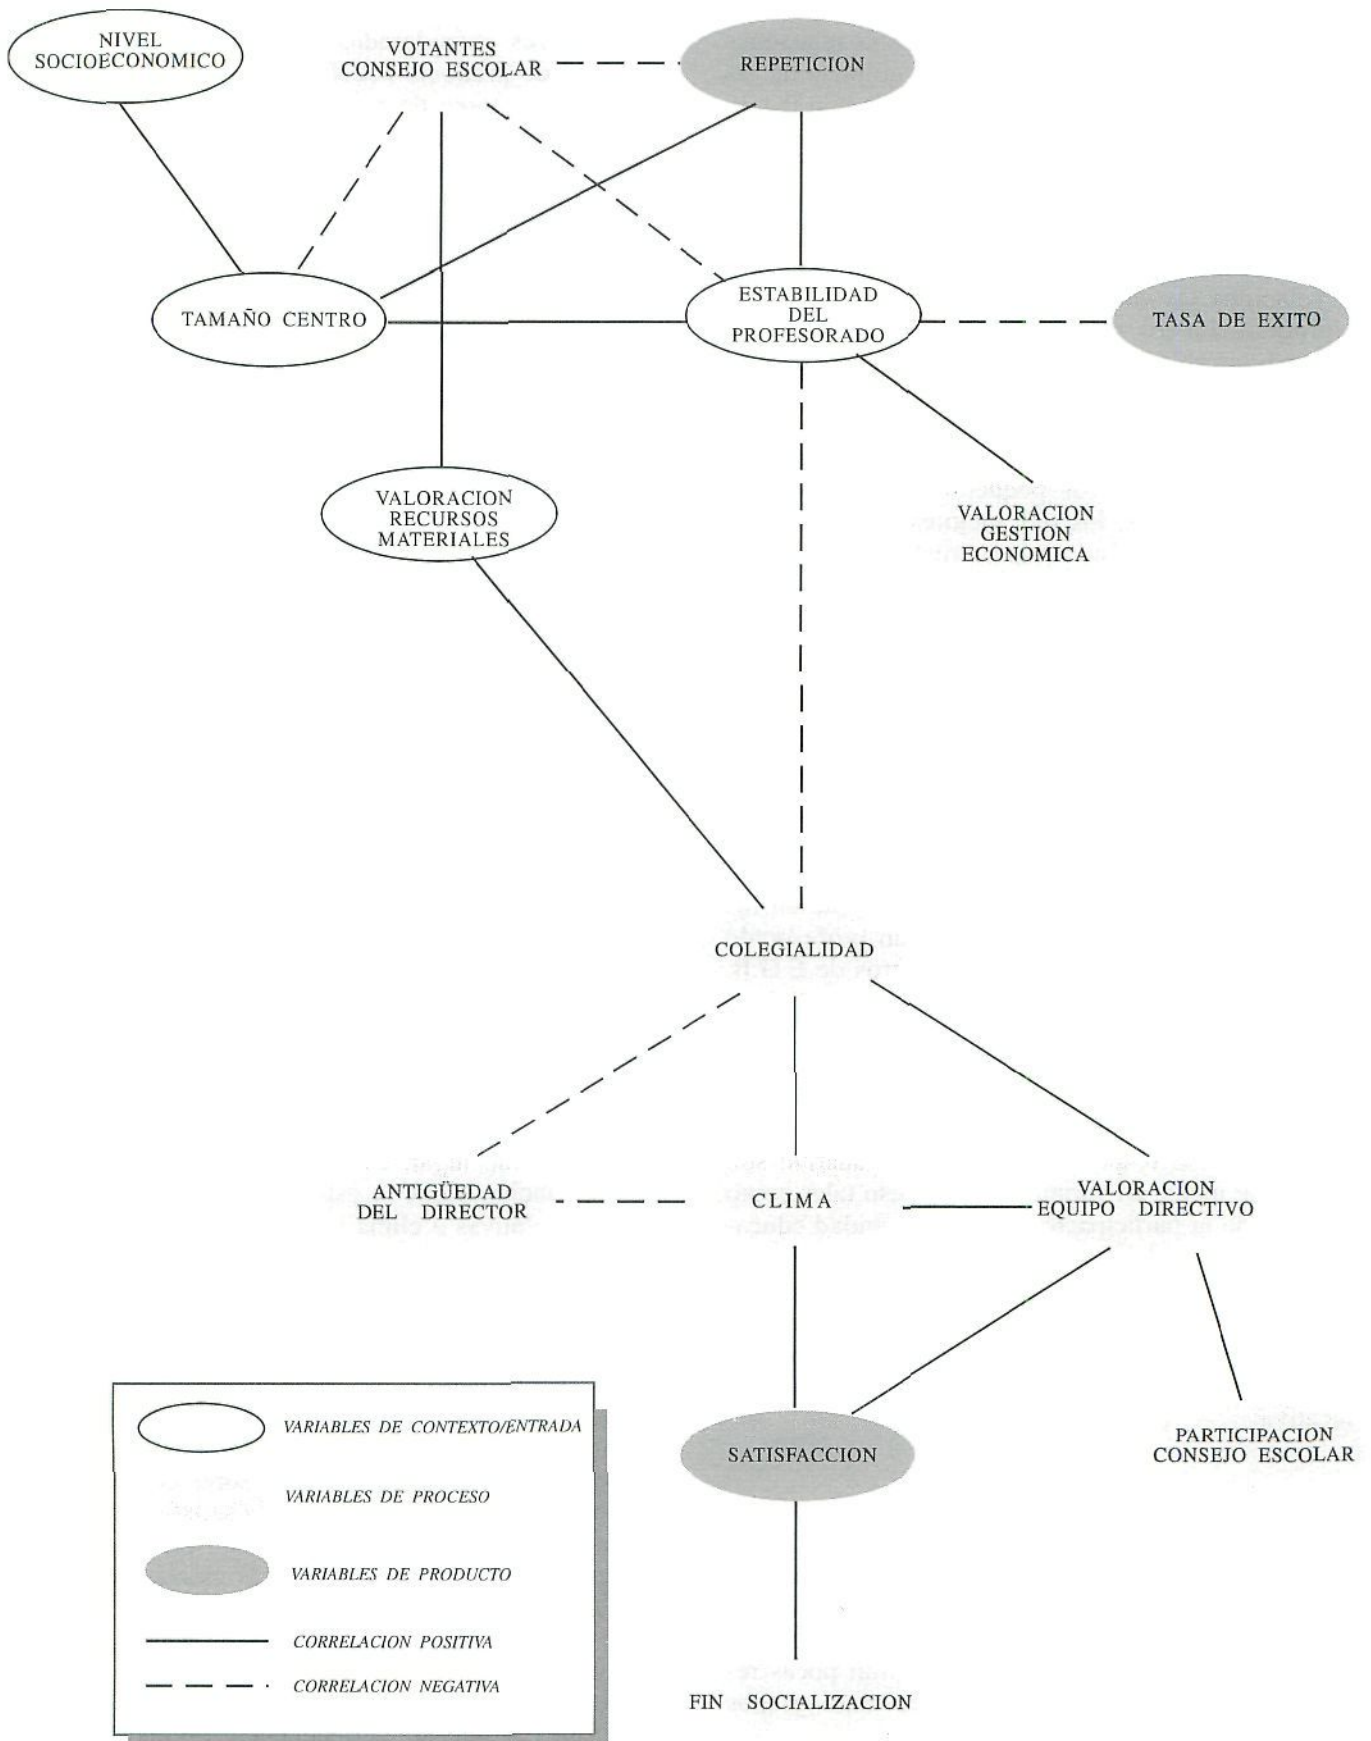 NIVEL
SOCIOECONOMICO
VOTANTES
CONSEJO ESCOLAR
REPETICION
TAMAÑO CENTRO
ESTABILIDAD
DEL
PROFESORADO
TASA DE EXITO
VALORACION
RECURSOS
MATERIALES
VALORACION
GESTION
ECONOMICA
COLEGIALIDAD
ANTIGÜEDAD
DEL DIRECTOR
CLIMA
VALORACION
EQUIPO DIRECTIVO
SATISFACCION
PARTICIPACION
CONSEJO ESCOLAR
FIN SOCIALIZACION
VARIABLES DE CONTEXTO/ENTRADA
VARIABLES DE PROCESO
VARIABLES DE PRODUCTO
CORRELACION POSITIVA
CORRELACION NEGATIVA